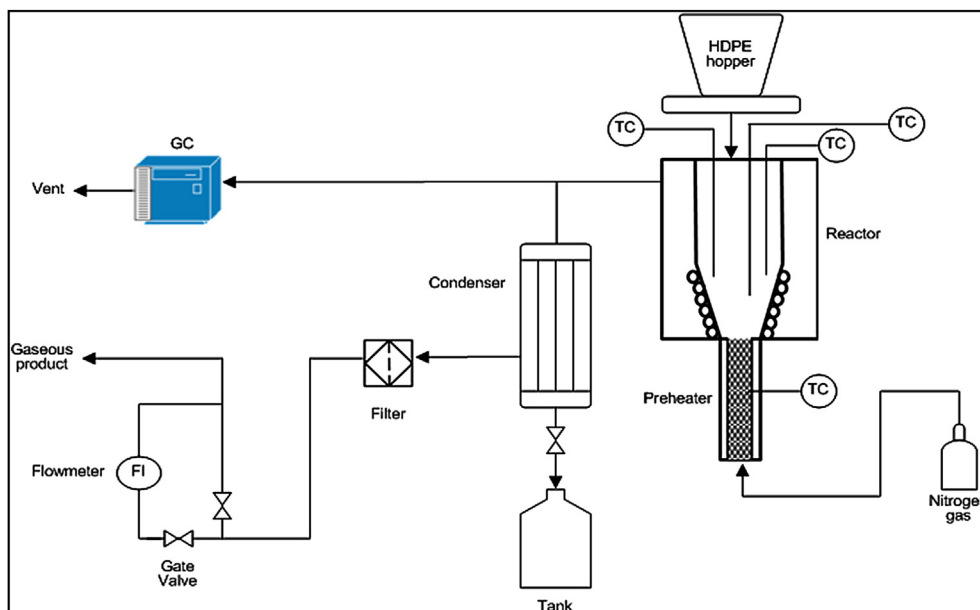 HDPE
hopper
TC
TC
TC
GC
Vent
Reactor
Condenser
Gaseous
product
Preheater
TC
Filter
Flowmeter
FI
Nitroge
gas
Gate
Valve
Tank